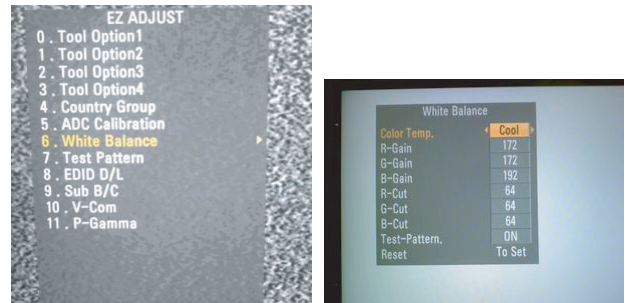 EZ ADJUST
0 . Tool Option1
1 . Tool Option2
2 . Tool Option3
3 . Tool Option4
4 . Country Group
5 . ADC Calibration
6 . White Balance
7 . Test Pattern
8 . EDID D/L
9 . Sub B/C
10 . V-Com
11 . P-Gamma
White Balance
Color Temp. Cool
R-Gain 172
G-Gain 172
B-Gain 192
R-Cut 64
G-Cut 64
B-Cut 64
Test-Pattern. ON
Reset To Set